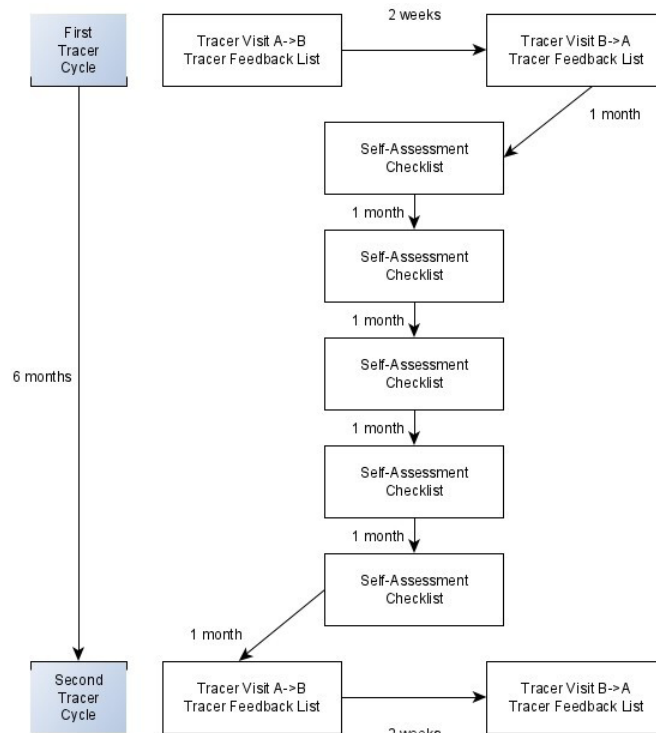 First
Tracer
Cycle
Tracer Visit A->B
Tracer Feedback List
2 weeks
Tracer Visit B->A
Tracer Feedback List
1 month
Self-Assessment
Checklist
1 month
Self-Assessment
Checklist
1 month
Self-Assessment
Checklist
6 months
1 month
Self-Assessment
Checklist
1 month
Self-Assessment
Checklist
1 month
Second
Tracer
Cycle
Tracer Visit A->B
Tracer Feedback List
Tracer Visit B->A
Tracer Feedback List
2 weeks